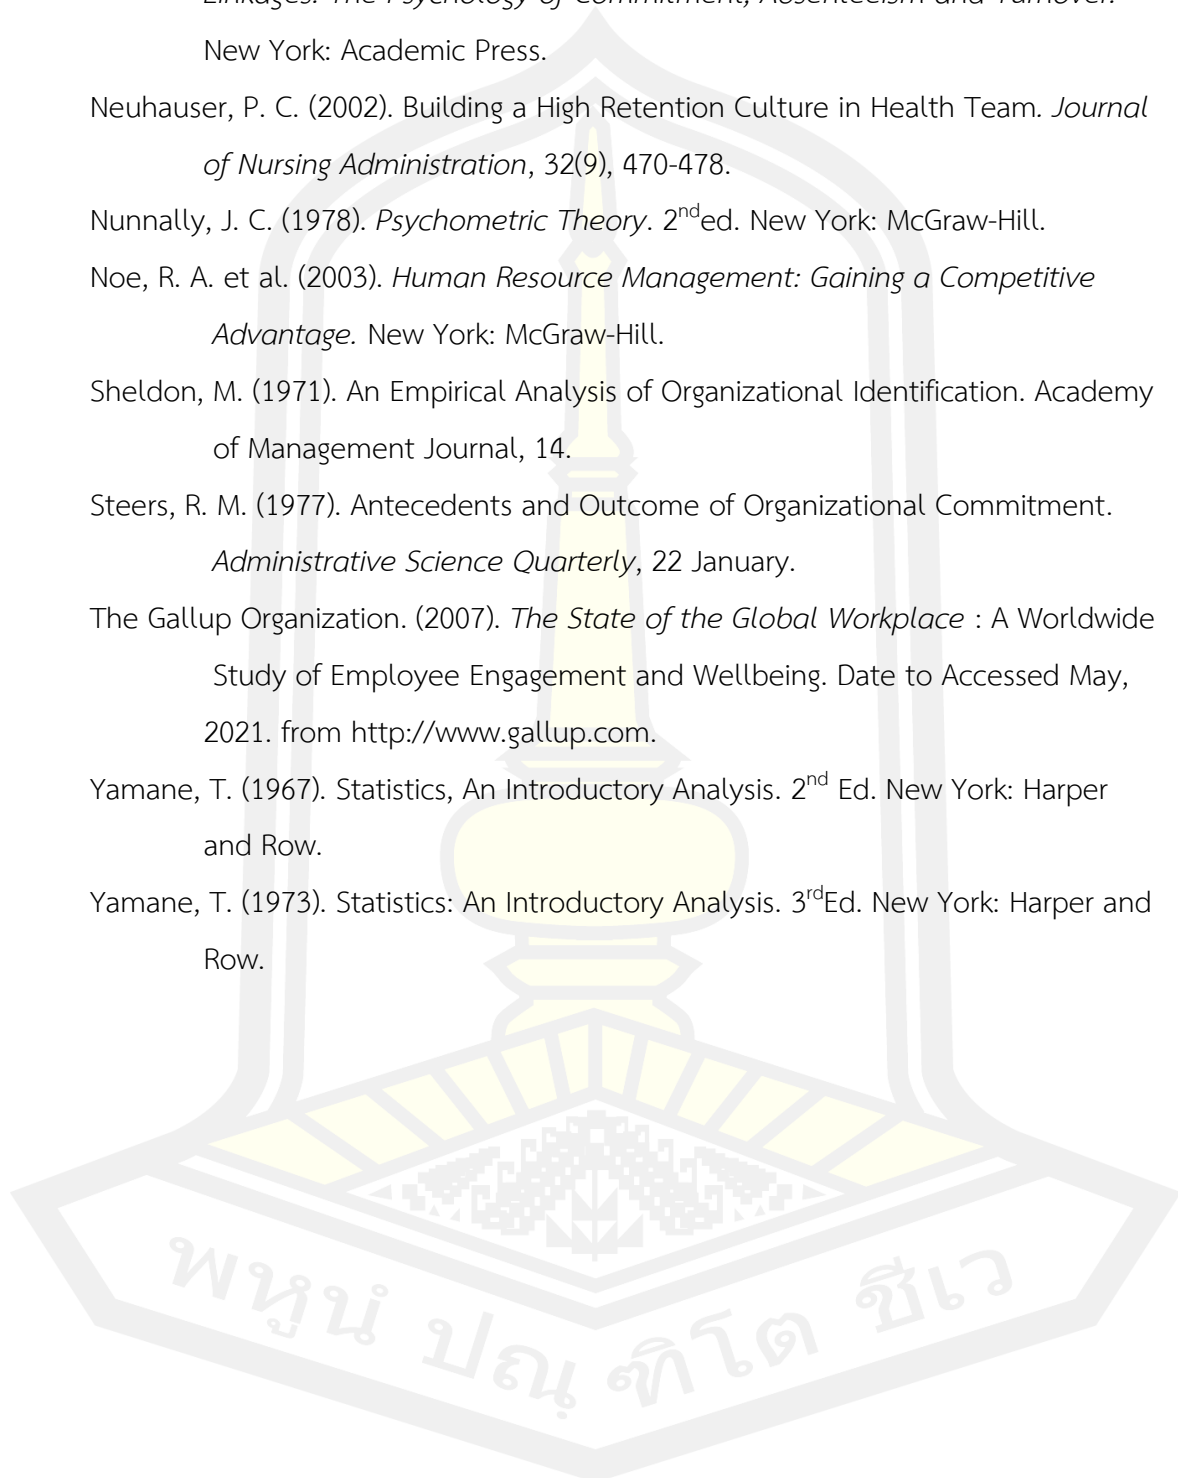 Linkages: The Psychology of Commitment, Absenteeism and Turnover.
New York: Academic Press.
Neuhauser, P. C. (2002). Building a High Retention Culture in Health Team. Journal
of Nursing Administration, 32(9), 470-478.
Nunnally, J. C. (1978). Psychometric Theory. 2nded. New York: McGraw-Hill.
Noe, R. A. et al. (2003). Human Resource Management: Gaining a Competitive
Advantage. New York: McGraw-Hill.
Sheldon, M. (1971). An Empirical Analysis of Organizational Identification. Academy
of Management Journal, 14.
Steers, R. M. (1977). Antecedents and Outcome of Organizational Commitment.
Administrative Science Quarterly, 22 January.
The Gallup Organization. (2007). The State of the Global Workplace : A Worldwide
Study of Employee Engagement and Wellbeing. Date to Accessed May,
2021. from http://www.gallup.com.
Yamane, T. (1967). Statistics, An Introductory Analysis. 2nd Ed. New York: Harper
and Row.
Yamane, T. (1973). Statistics: An Introductory Analysis. 3rdEd. New York: Harper and
Row.
พหูนํ ปณฺ ฑิโต ชีเว